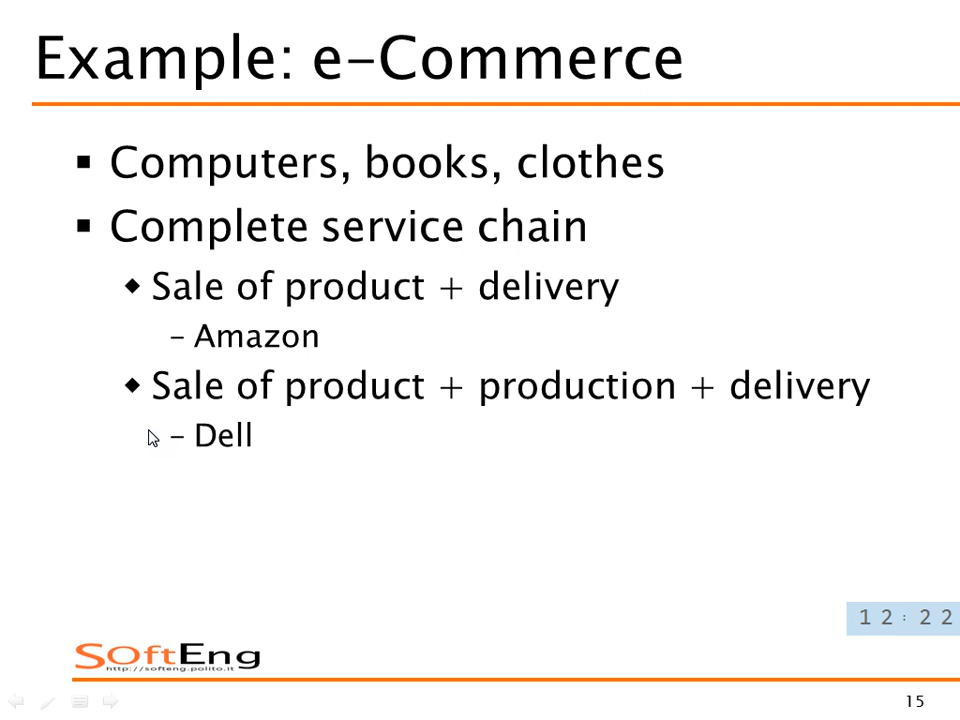 Example: e-Commerce
▪ Computers, books, clothes
▪ Complete service chain
◆ Sale of product + delivery
– Amazon
◆ Sale of product + production + delivery
– Dell
12:22
SOftEng
http://softeng.polito.it
15